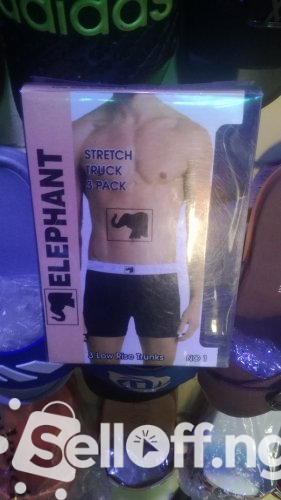 adidas
ELEPHANT
STRETCH
TRUCK
3 PACK
3 Low Rise Trunks
NO 1
SellOff.ng